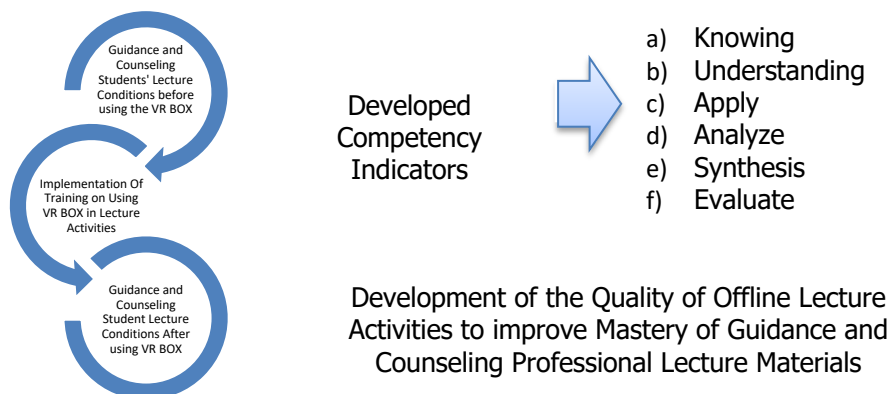 Guidance and
Counseling
Students' Lecture
Conditions before
using the VR BOX
Implementation Of
Training on Using
VR BOX in Lecture
Activities
Guidance and
Counseling
Student Lecture
Conditions After
using VR BOX
Developed
Competency
Indicators
a) Knowing
b) Understanding
c) Apply
d) Analyze
e) Synthesis
f) Evaluate
Development of the Quality of Offline Lecture
Activities to improve Mastery of Guidance and
Counseling Professional Lecture Materials